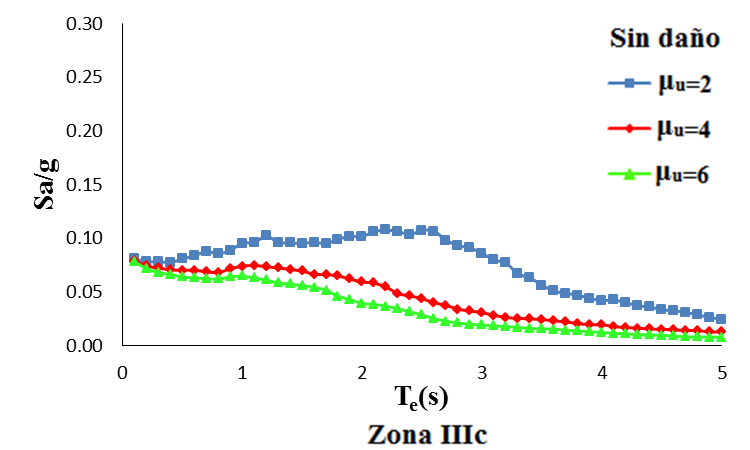 0.30
0.25
0.20
0.15
0.10
0.05
0.00
Sa/g
Sin daño
μu=2
μu=4
μu=6
0 1 2 3 4 5
Te(s)
Zona IIIc